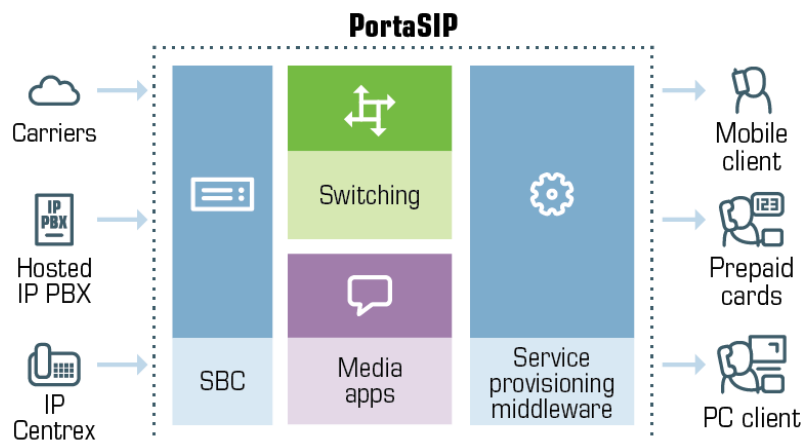 PortaSIP
Carriers
IP
PBX
Hosted
IP PBX
IP
Centrex
SBC
Switching
Media
apps
Service
provisioning
middleware
Mobile
client
123
Prepaid
cards
PC client